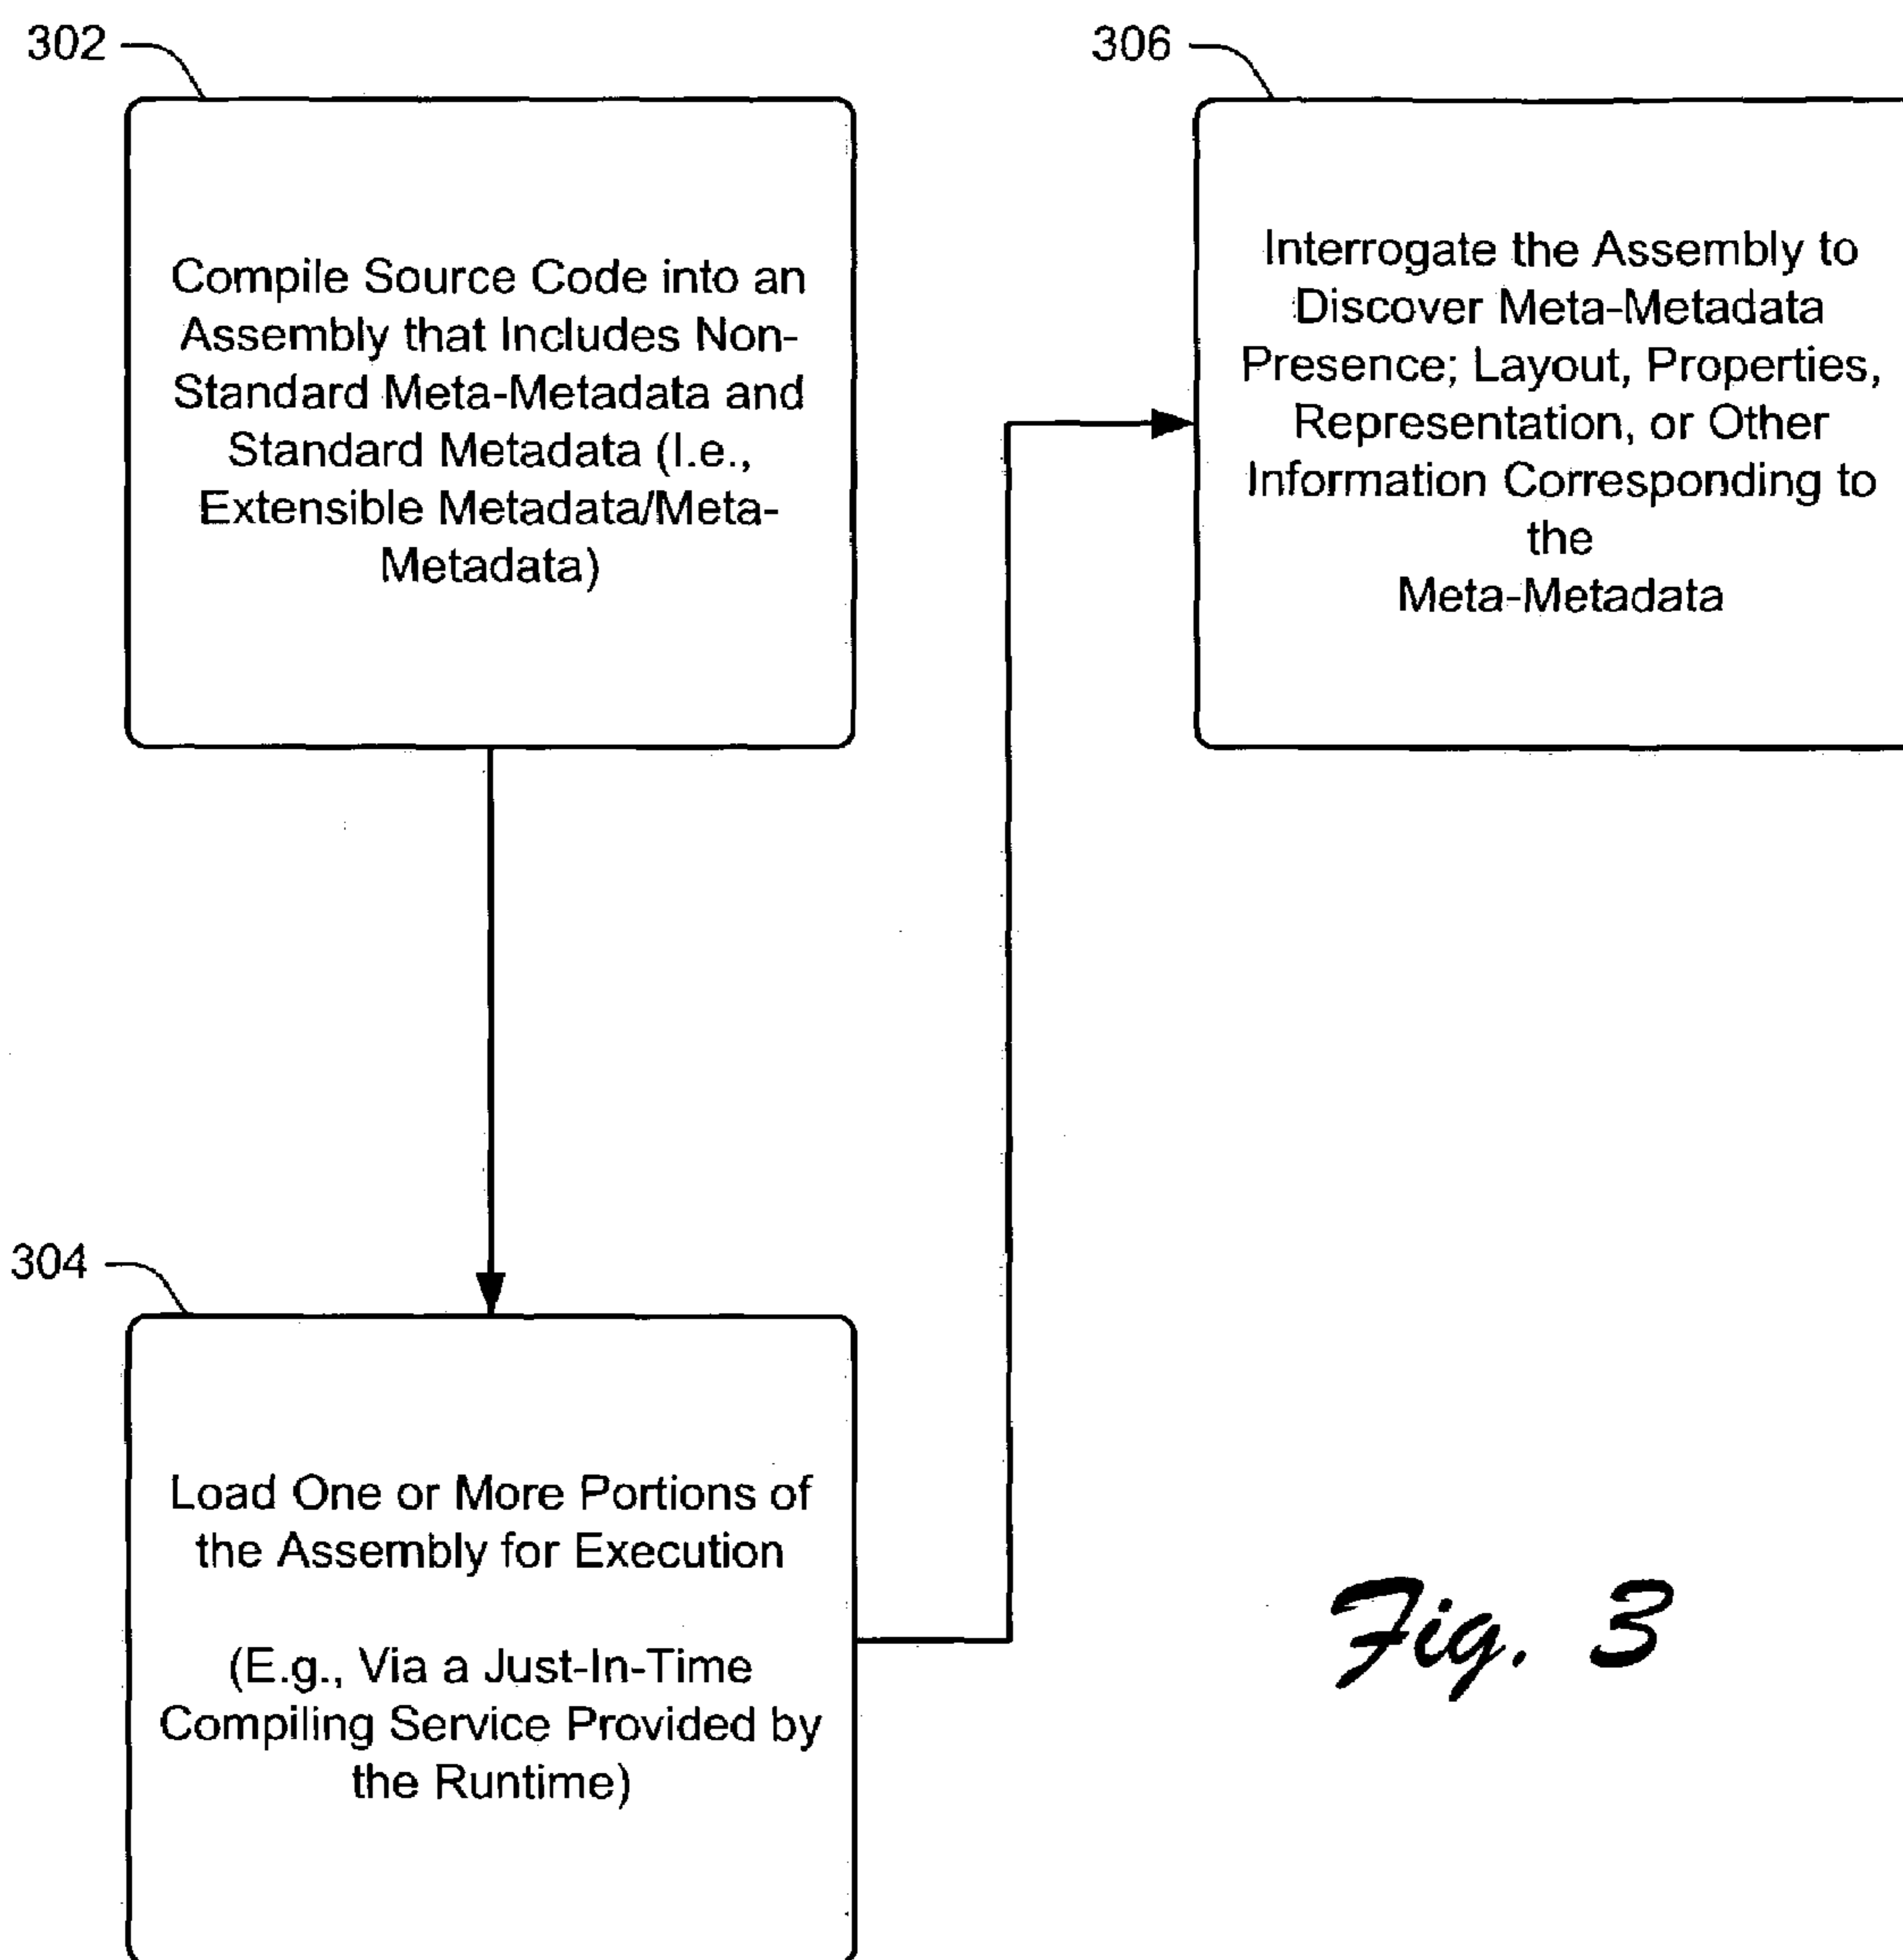 302
Compile Source Code into an
Assembly that Includes Non-
Standard Meta-Metadata and
Standard Metadata (I.e.,
Extensible Metadata/Meta-
Metadata)
304
Load One or More Portions of
the Assembly for Execution
(E.g., Via a Just-In-Time
Compiling Service Provided by
the Runtime)
306
Interrogate the Assembly to
Discover Meta-Metadata
Presence; Layout, Properties,
Representation, or Other
Information Corresponding to
the
Meta-Metadata
Fig. 3